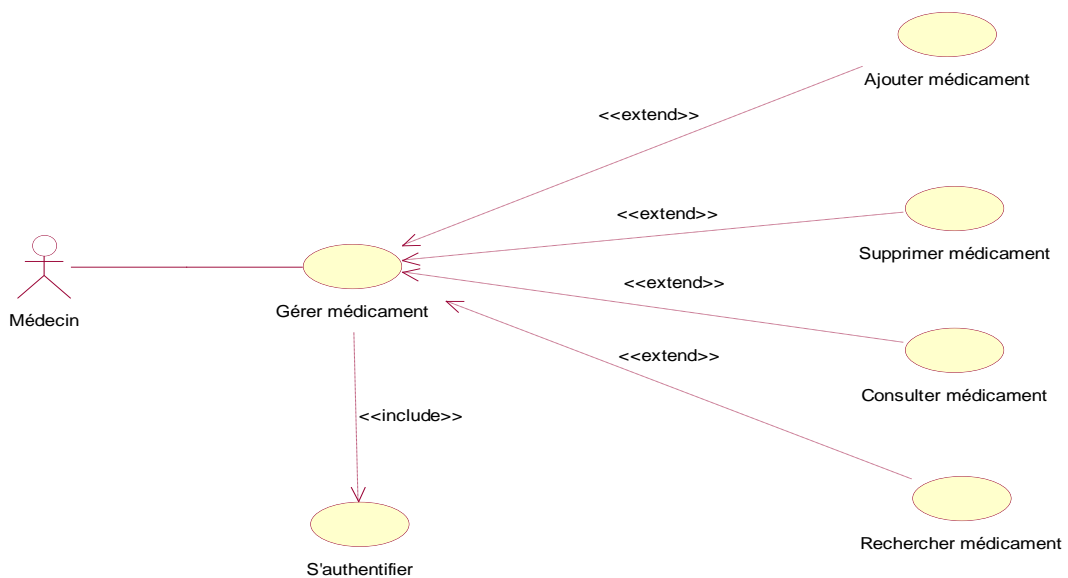 Ajouter médicament
<<extend>>
<<extend>>
Supprimer médicament
<<extend>>
Gérer médicament
Médecin
<<extend>>
Consulter médicament
<<include>>
Rechercher médicament
S'authentifier